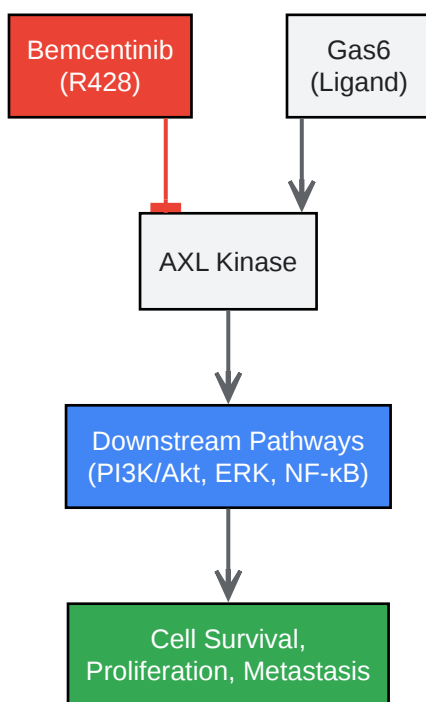 Bemcentinib
(R428)
Gas6
(Ligand)
AXL Kinase
Downstream Pathways
(PI3K/Akt, ERK, NF-κB)
Cell Survival,
Proliferation, Metastasis